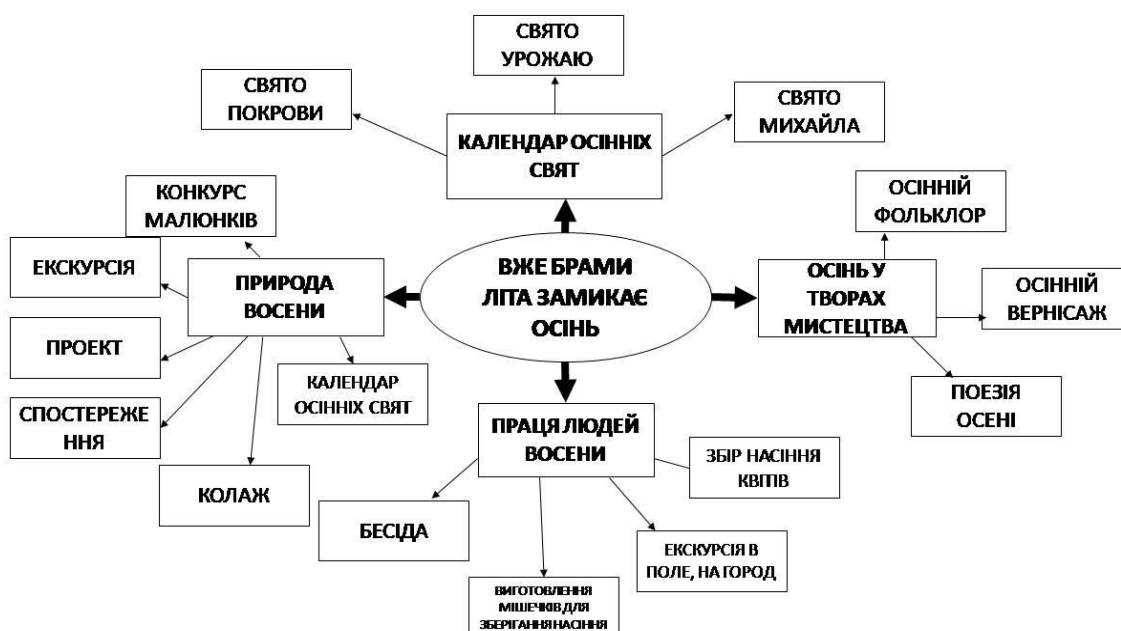 СВЯТО
УРОЖАЮ
СВЯТО
ПОКРОВИ
СВЯТО
МИХАЙЛА
КАЛЕНДАР ОСІННІХ
СВЯТ
КОНКУРС
МАЛЮНКІВ
ОСІННІЙ
ФОЛЬКЛОР
ЕКСКУРСІЯ
ПРИРОДА
ВОСЕНИ
ВЖЕ БРАМИ
ЛІТА ЗАМИКАЄ
ОСІНЬ
ОСІНЬ У
ТВОРАХ
МИСТЕЦТВА
ОСІННІЙ
ВЕРНІСАЖ
ПРОЕКТ
КАЛЕНДАР
ОСІННІХ СВЯТ
ПОЕЗІЯ
ОСЕНІ
СПОСТЕРЕЖЕ
ННЯ
ПРАЦЯ ЛЮДЕЙ
ВОСЕНИ
ЗБІР НАСІННЯ
КВІТІВ
КОЛАЖ
БЕСІДА
ЕКСКУРСІЯ В
ПОЛЕ, НА ГОРОД
ВИГОТОВЛЕННЯ
МІШЕЧКІВ ДЛЯ
ЗБЕРІГАННЯ НАСІННЯ